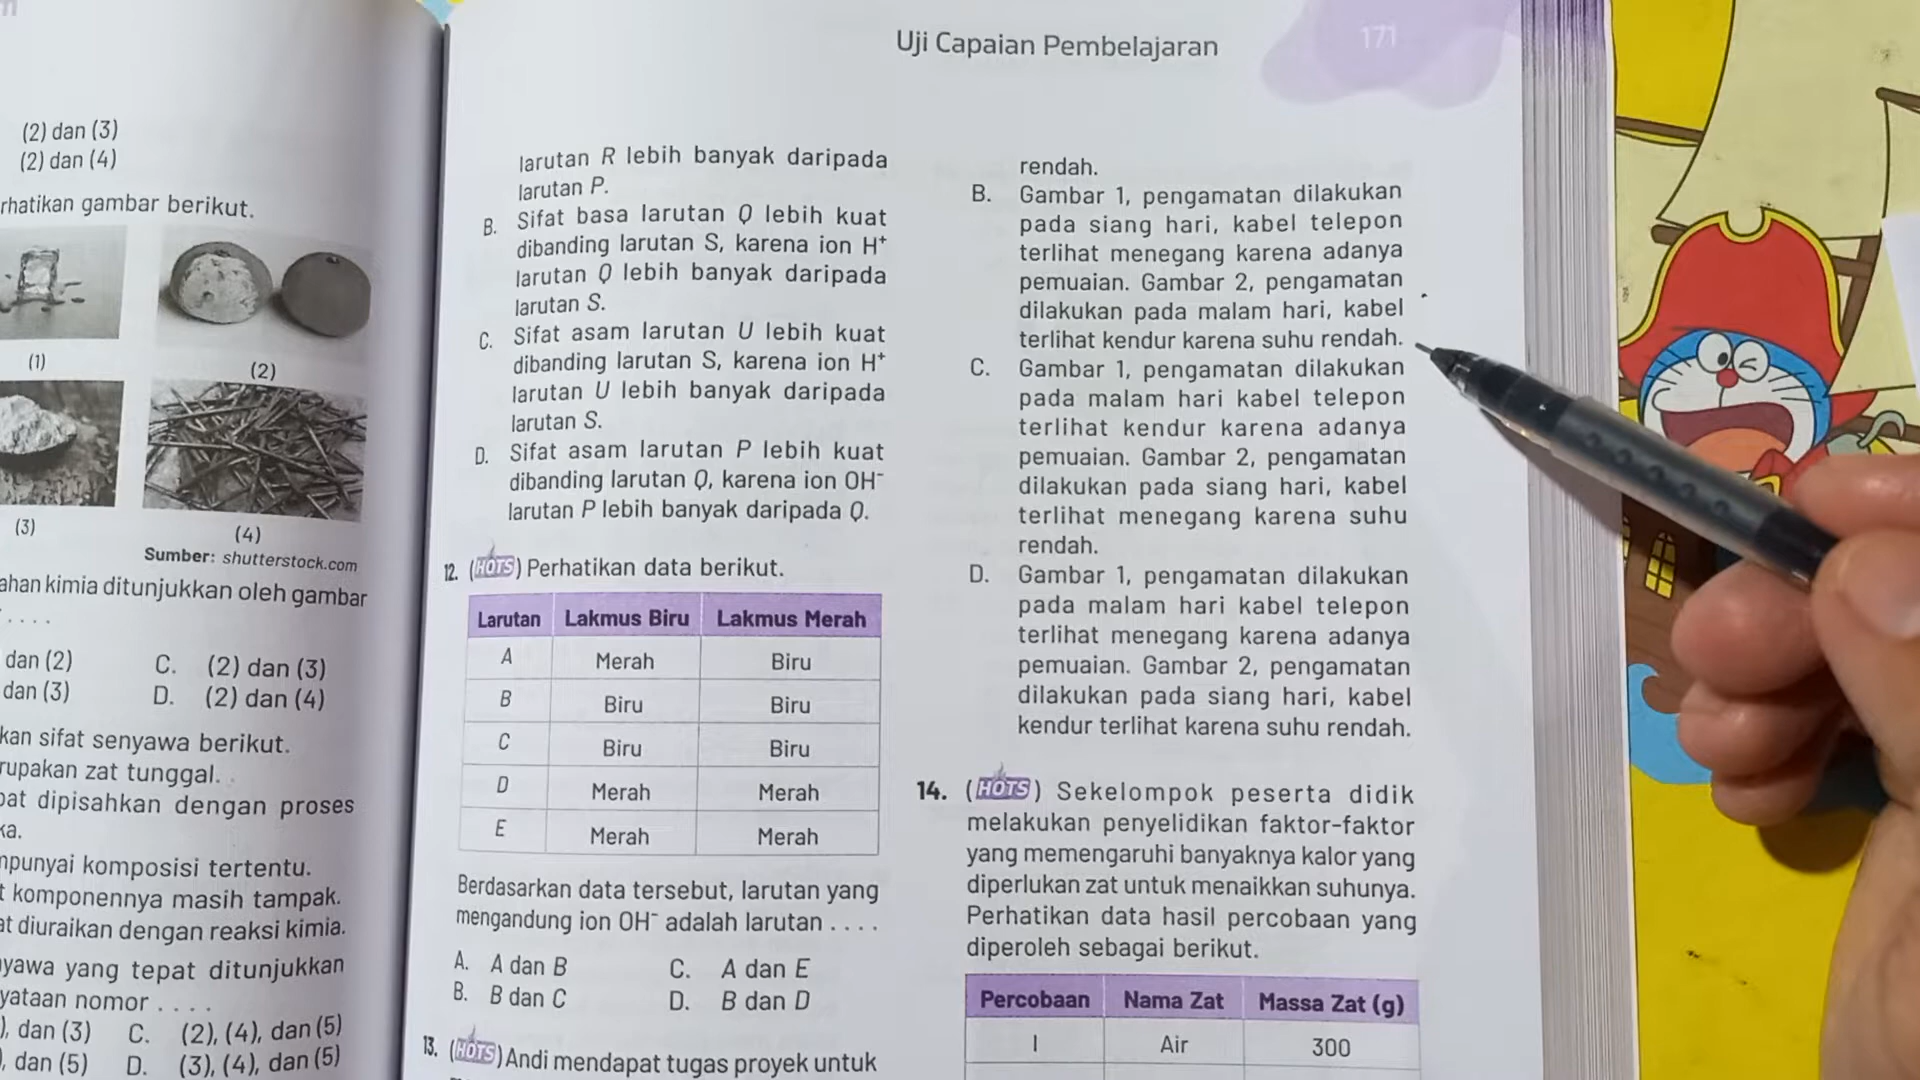 Uji Capaian Pembelajaran
171
(2) dan (3)
(2) dan (4)
rhatikan gambar berikut.
(1)
(2)
(3)
(4)
Sumber: shutterstock.com
ahan kimia ditunjukkan oleh gambar
. . . .
dan (2)
C. (2) dan (3)
dan (3)
D. (2) dan (4)
kan sifat senyawa berikut.
rupakan zat tunggal.
pat dipisahkan dengan proses
ka.
mpunyai komposisi tertentu.
t komponennya masih tampak.
at diuraikan dengan reaksi kimia.
yawa yang tepat ditunjukkan
yataan nomor . . . .
), dan (3) C. (2), (4), dan (5)
), dan (5) D. (3), (4), dan (5)
larutan R lebih banyak daripada
larutan P.
B. Sifat basa larutan Q lebih kuat
dibanding larutan S, karena ion H⁺
larutan Q lebih banyak daripada
larutan S.
C. Sifat asam larutan U lebih kuat
dibanding larutan S, karena ion H⁺
larutan U lebih banyak daripada
larutan S.
D. Sifat asam larutan P lebih kuat
dibanding larutan Q, karena ion OH⁻
larutan P lebih banyak daripada Q.
12. (HOTS) Perhatikan data berikut.
Larutan Lakmus Biru Lakmus Merah
A Merah Biru
B Biru Biru
C Biru Biru
D Merah Merah
E Merah Merah
Berdasarkan data tersebut, larutan yang
mengandung ion OH⁻ adalah larutan . . . .
A. A dan B C. A dan E
B. B dan C D. B dan D
13. (HOTS) Andi mendapat tugas proyek untuk
rendah.
B. Gambar 1, pengamatan dilakukan
pada siang hari, kabel telepon
terlihat menegang karena adanya
pemuaian. Gambar 2, pengamatan
dilakukan pada malam hari, kabel
terlihat kendur karena suhu rendah.
C. Gambar 1, pengamatan dilakukan
pada malam hari kabel telepon
terlihat kendur karena adanya
pemuaian. Gambar 2, pengamatan
dilakukan pada siang hari, kabel
terlihat menegang karena suhu
rendah.
D. Gambar 1, pengamatan dilakukan
pada malam hari kabel telepon
terlihat menegang karena adanya
pemuaian. Gambar 2, pengamatan
dilakukan pada siang hari, kabel
kendur terlihat karena suhu rendah.
14. (HOTS) Sekelompok peserta didik
melakukan penyelidikan faktor-faktor
yang memengaruhi banyaknya kalor yang
diperlukan zat untuk menaikkan suhunya.
Perhatikan data hasil percobaan yang
diperoleh sebagai berikut.
Percobaan Nama Zat Massa Zat (g)
I Air 300